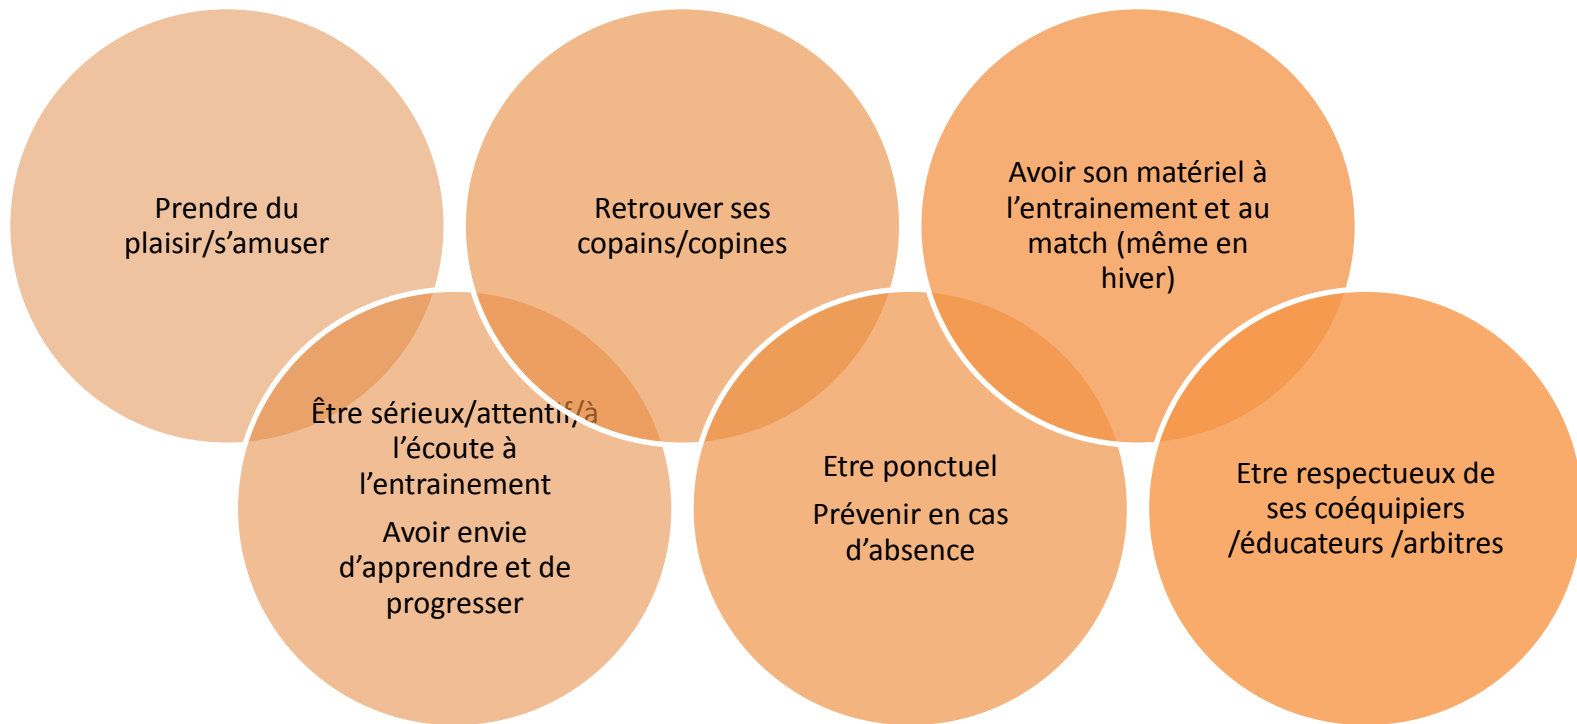 Prendre du
plaisir/s’amuser
Être sérieux/attentif/à
l’écoute à
l’entrainement
Avoir envie
d’apprendre et de
progresser
Retrouver ses
copains/copines
Etre ponctuel
Prévenir en cas
d’absence
Avoir son matériel à
l’entrainement et au
match (même en
hiver)
Etre respectueux de
ses coéquipiers
/éducateurs /arbitres